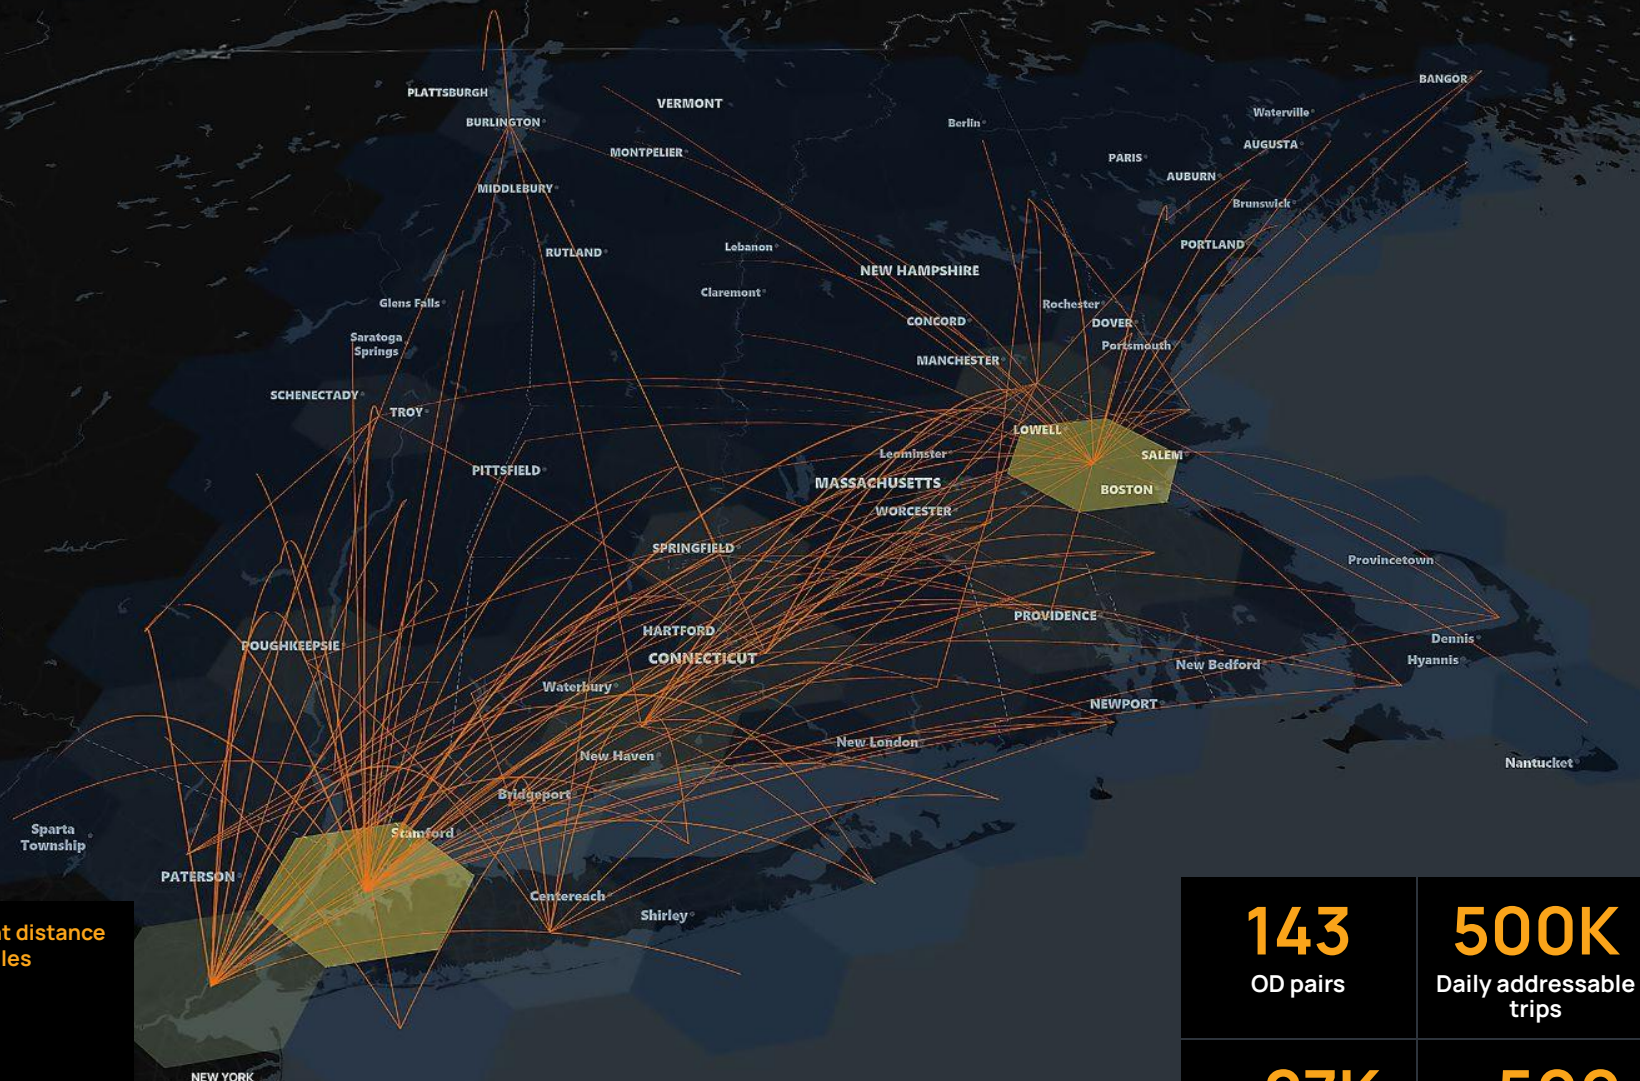 PLATTSBURGH
VERMONT
BANGOR
BURLINGTON
Berlin
Waterville
MONTPELIER
PARIS
AUGUSTA
AUBURN
MIDDLEBURY
Brunswick
RUTLAND
Lebanon
PORTLAND
NEW HAMPSHIRE
Claremont
Glens Falls
Rochester
CONCORD
DOVER
Saratoga
Springs
Portsmouth
MANCHESTER
SCHENECTADY
TROY
LOWELL
Leominster
SALEM
PITTSFIELD
MASSACHUSETTS
BOSTON
WORCESTER
SPRINGFIELD
Provincetown
PROVIDENCE
HARTFORD
Dennis
POUGHKEEPSIE
CONNECTICUT
Hyannis
New Bedford
Waterbury
NEWPORT
New London
New Haven
Nantucket
Bridgeport
Sparta
Township
Stamford
PATERSON
Centereach
Shirley
distance
143
OD pairs
500K
Daily addressable
trips
NEW YORK